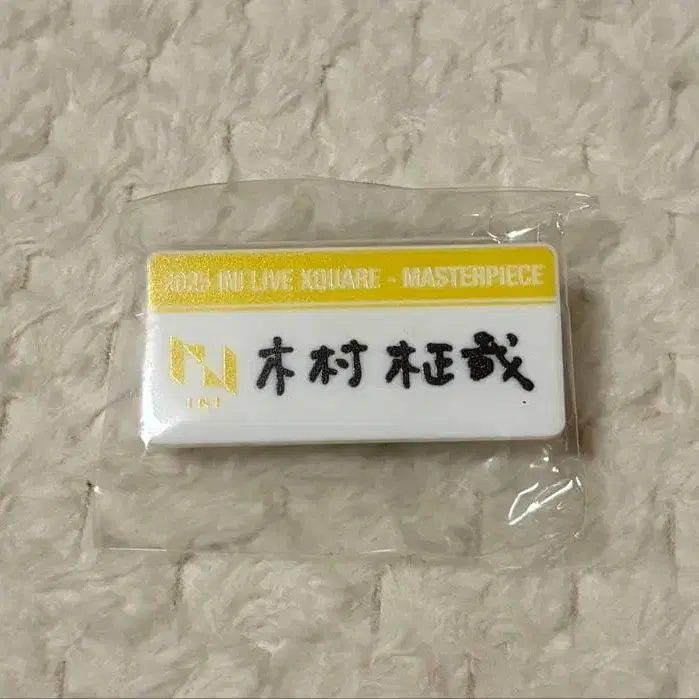 2025 INI LIVE XQUARE - MASTERPIECE
INI
木村柾哉